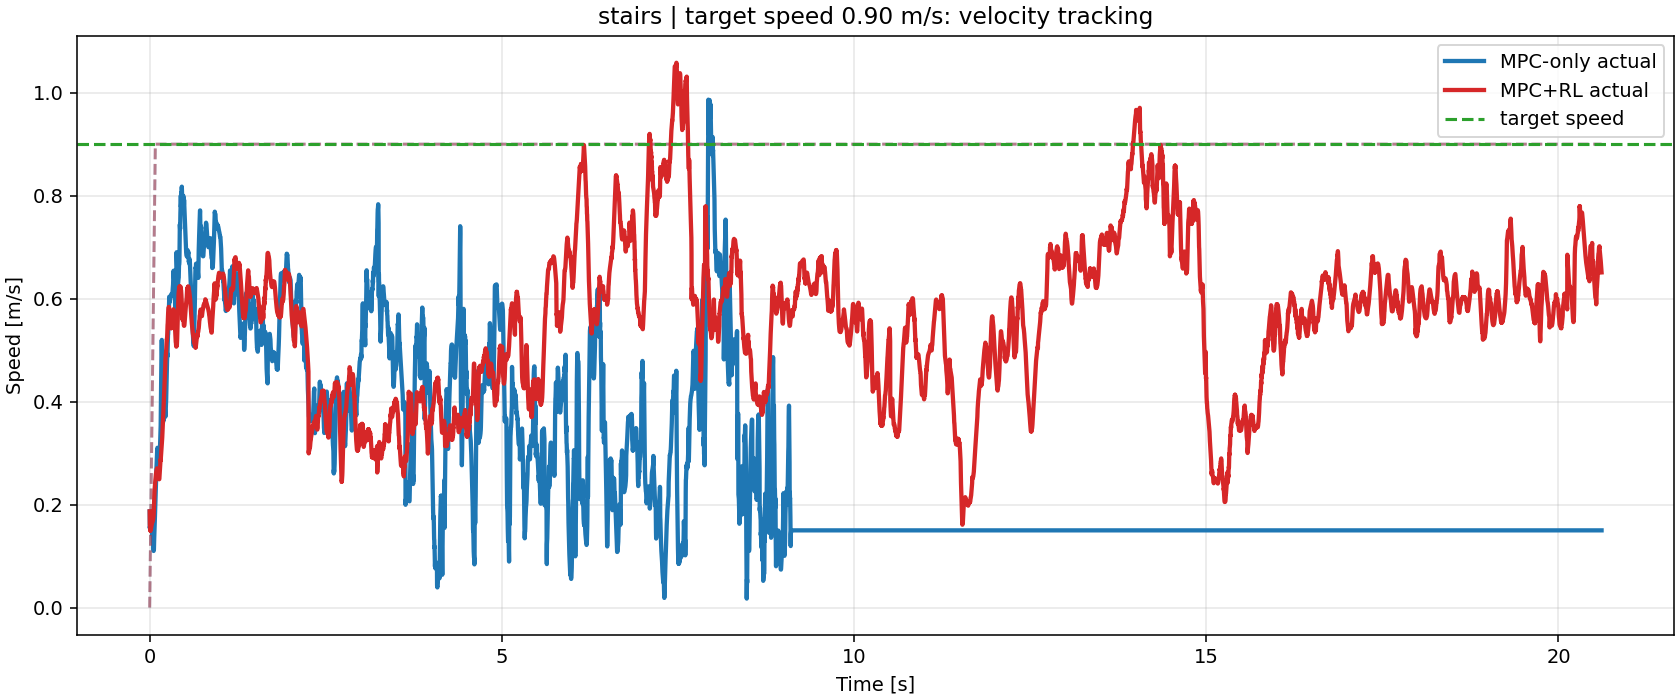 stairs | target speed 0.90 m/s: velocity tracking
MPC-only actual
MPC+RL actual
target speed
Speed [m/s]
1.0
0.8
0.6
0.4
0.2
0.0
0
5
10
15
20
Time [s]